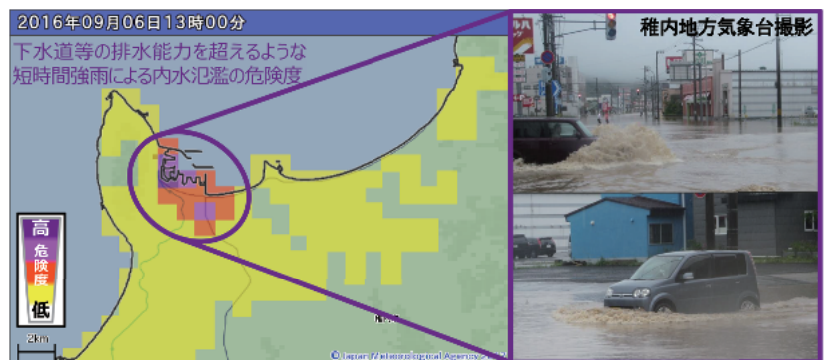 2016年09月06日13時00分
下水道等の排水能力を超えるような
短時間強雨による内水氾濫の危険度
稚内地方気象台撮影
高
危険度
低
2km
© Japan Meteorological Agency